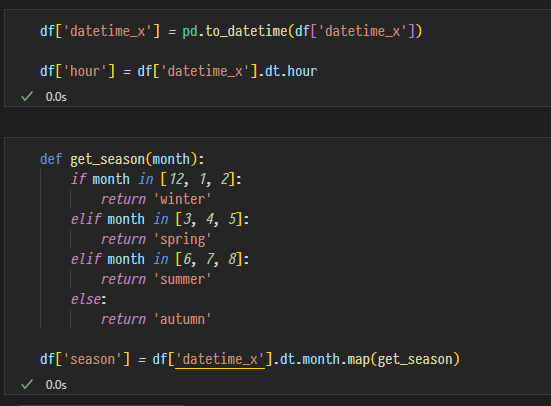 df['datetime_x'] = pd.to_datetime(df['datetime_x'])
df['hour'] = df['datetime_x'].dt.hour
0.0s
def get_season(month):
    if month in [12, 1, 2]:
        return 'winter'
    elif month in [3, 4, 5]:
        return 'spring'
    elif month in [6, 7, 8]:
        return 'summer'
    else:
        return 'autumn'
df['season'] = df['datetime_x'].dt.month.map(get_season)
0.0s